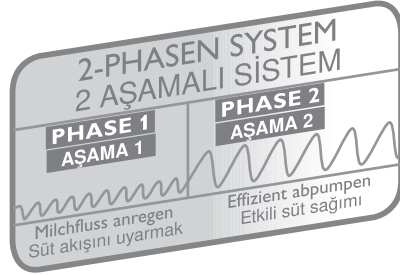 2-PHASEN SYSTEM
2 AŞAMALI SİSTEM
PHASE 1
AŞAMA 1
PHASE 2
AŞAMA 2
Milchfluss anregen
Süt akışını uyarmak
Effizient abpumpen
Etkili süt sağımı